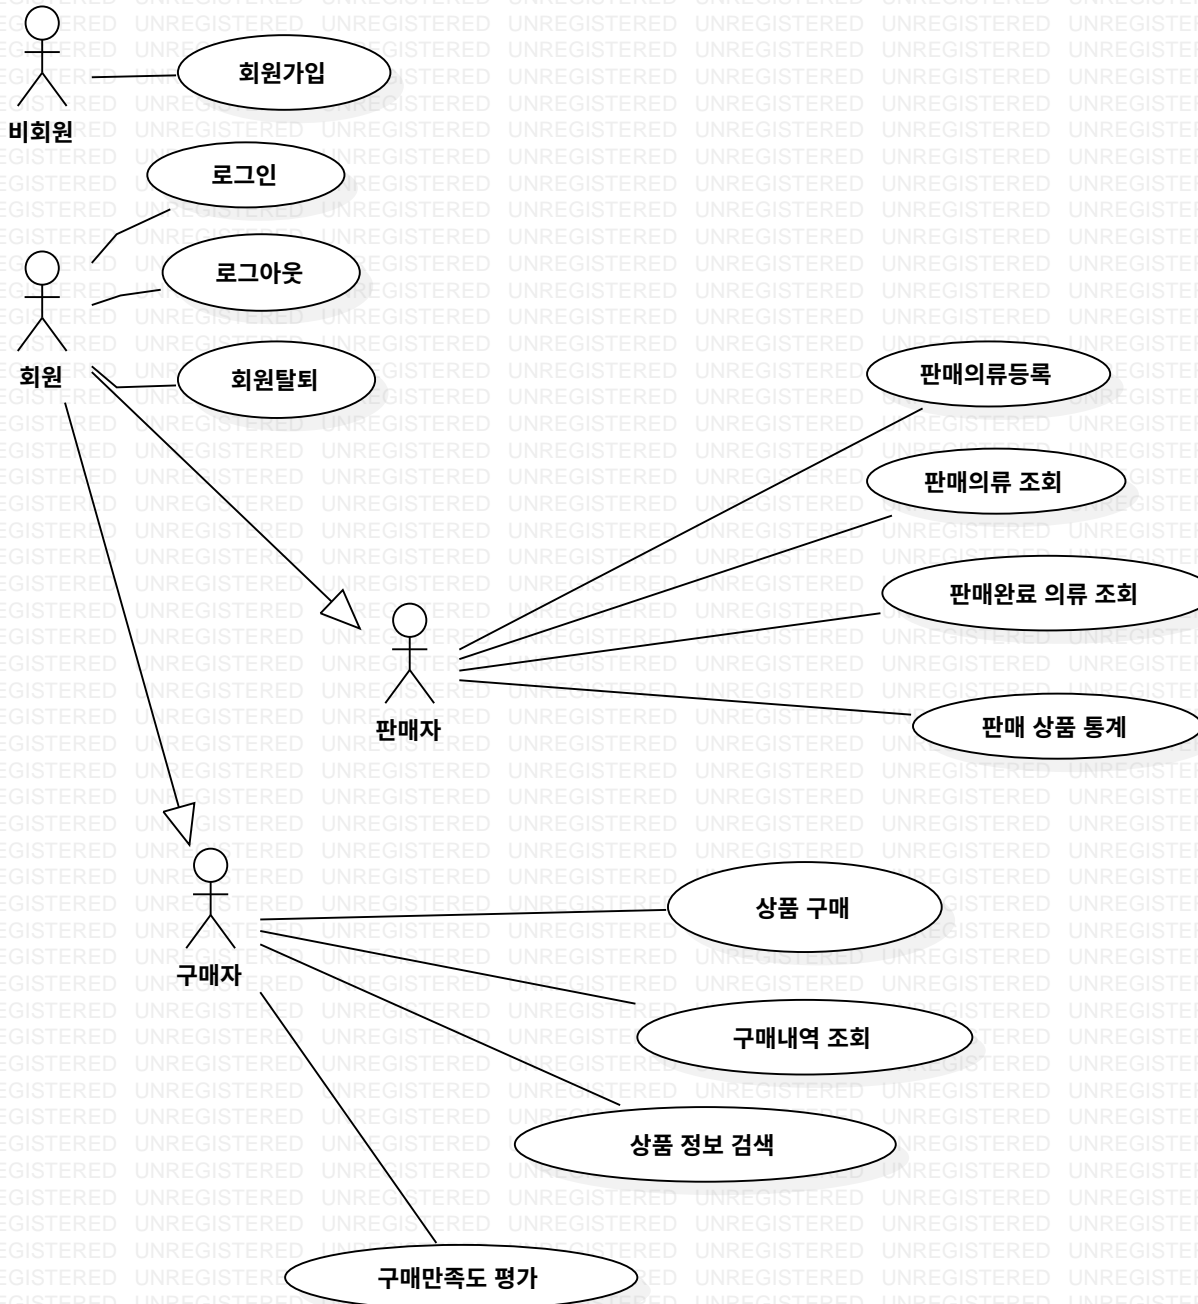 회원가입
비회원
로그인
로그아웃
회원
회원탈퇴
판매의류등록
판매의류 조회
판매완료 의류 조회
판매자
판매 상품 통계
상품 구매
구매자
구매내역 조회
상품 정보 검색
구매만족도 평가
UNREGISTERED